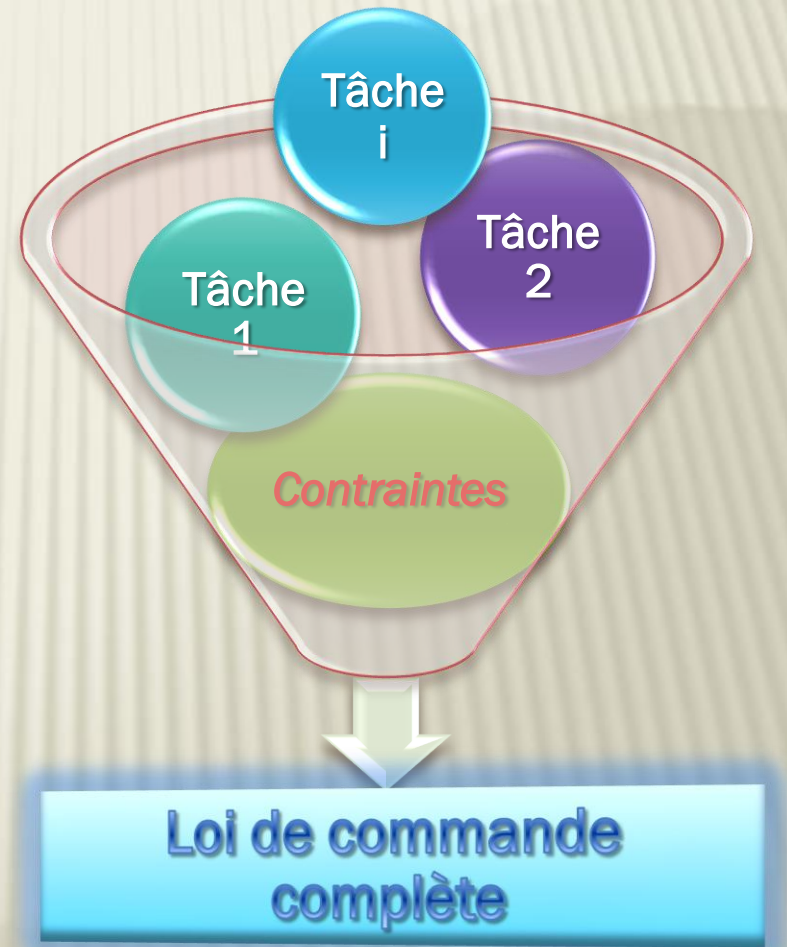 Tâche
i
Tâche
2
Tâche
1
Contraintes
Loi de commande
complète